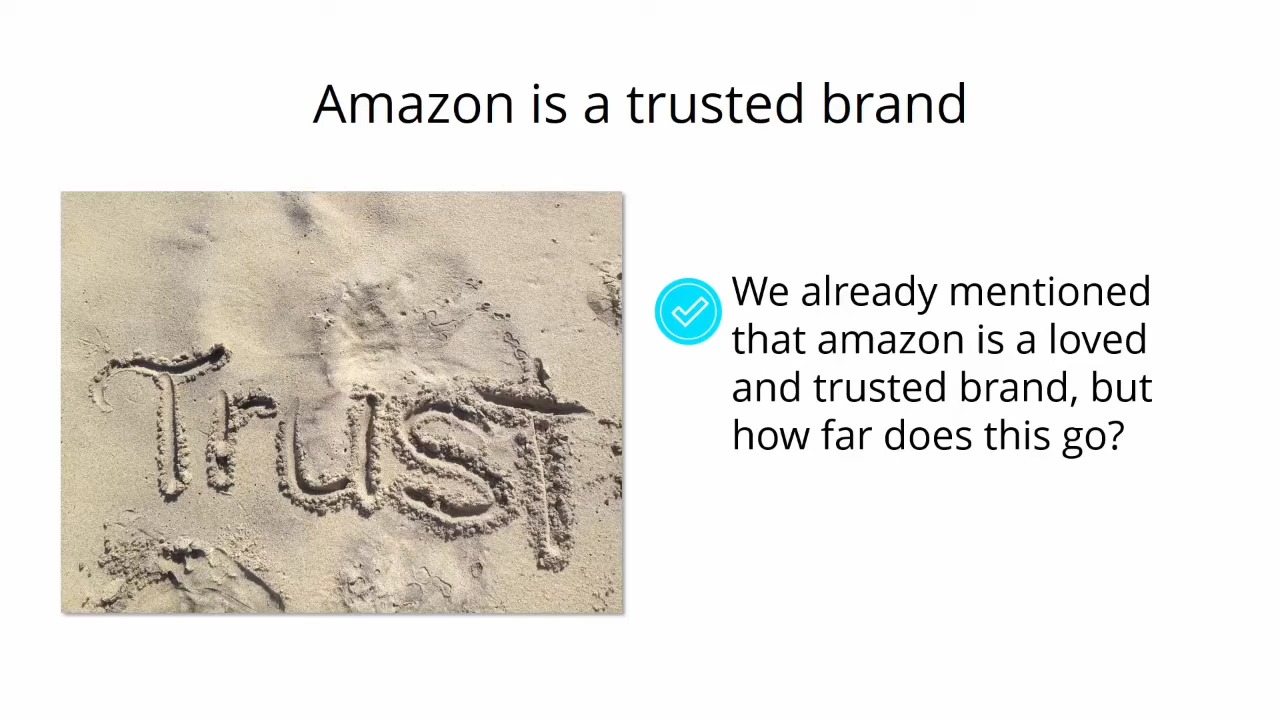 Amazon is a trusted brand
Trust
We already mentioned
that amazon is a loved
and trusted brand, but
how far does this go?